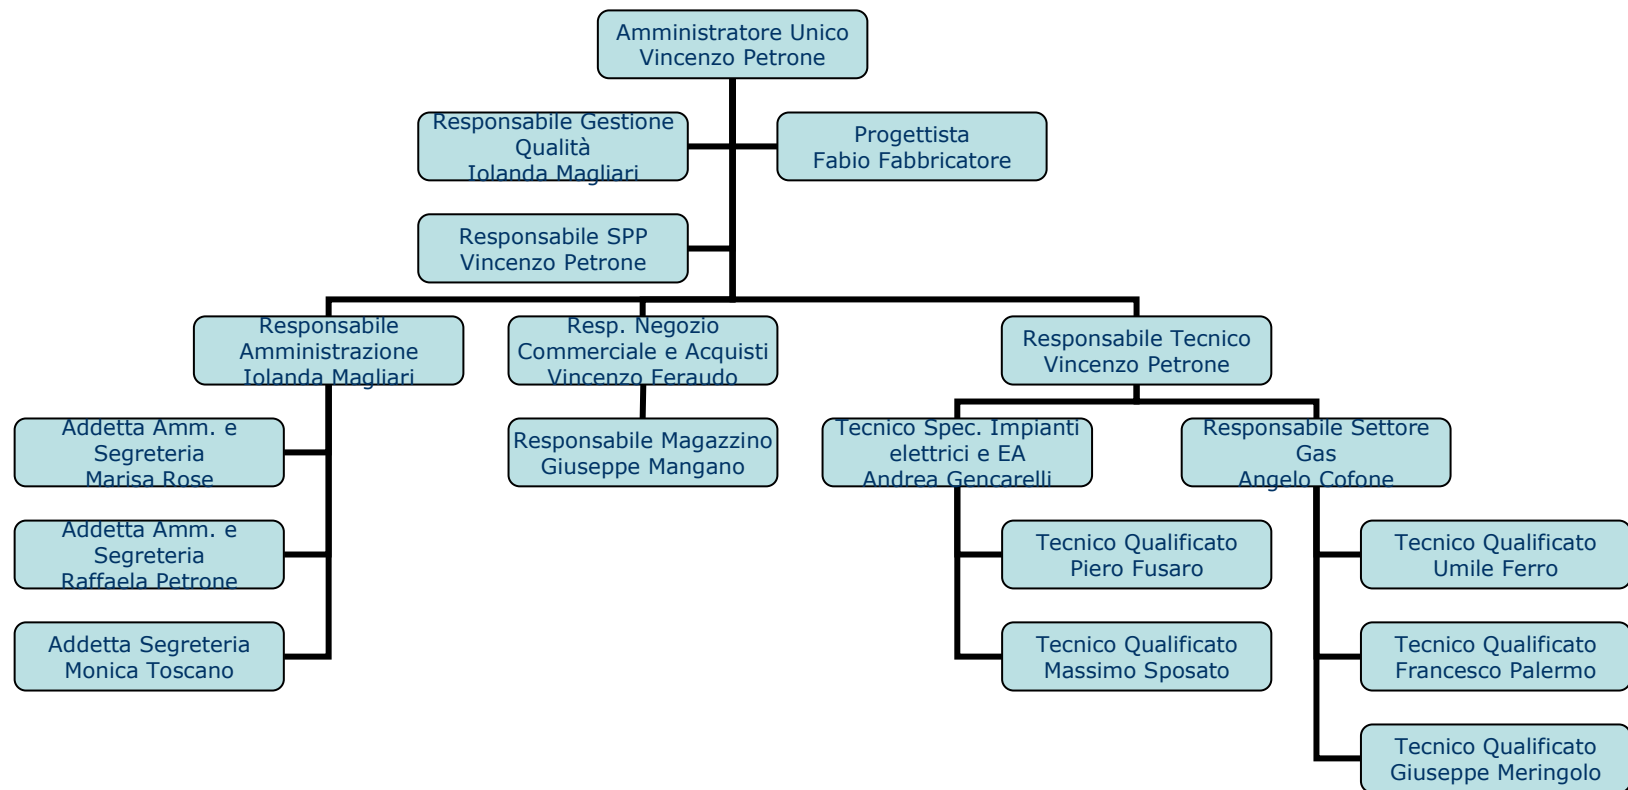 Amministratore Unico
Vincenzo Petrone
Responsabile Gestione
Qualità
Iolanda Magliari
Progettista
Fabio Fabbricatore
Responsabile SPP
Vincenzo Petrone
Responsabile
Amministrazione
Iolanda Magliari
Resp. Negozio
Commerciale e Acquisti
Vincenzo Feraudo
Responsabile Tecnico
Vincenzo Petrone
Addetta Amm. e
Segreteria
Marisa Rose
Responsabile Magazzino
Giuseppe Mangano
Tecnico Spec. Impianti
elettrici e EA
Andrea Gencarelli
Responsabile Settore
Gas
Angelo Cofone
Addetta Amm. e
Segreteria
Raffaela Petrone
Tecnico Qualificato
Piero Fusaro
Tecnico Qualificato
Umile Ferro
Addetta Segreteria
Monica Toscano
Tecnico Qualificato
Massimo Sposato
Tecnico Qualificato
Francesco Palermo
Tecnico Qualificato
Giuseppe Meringolo